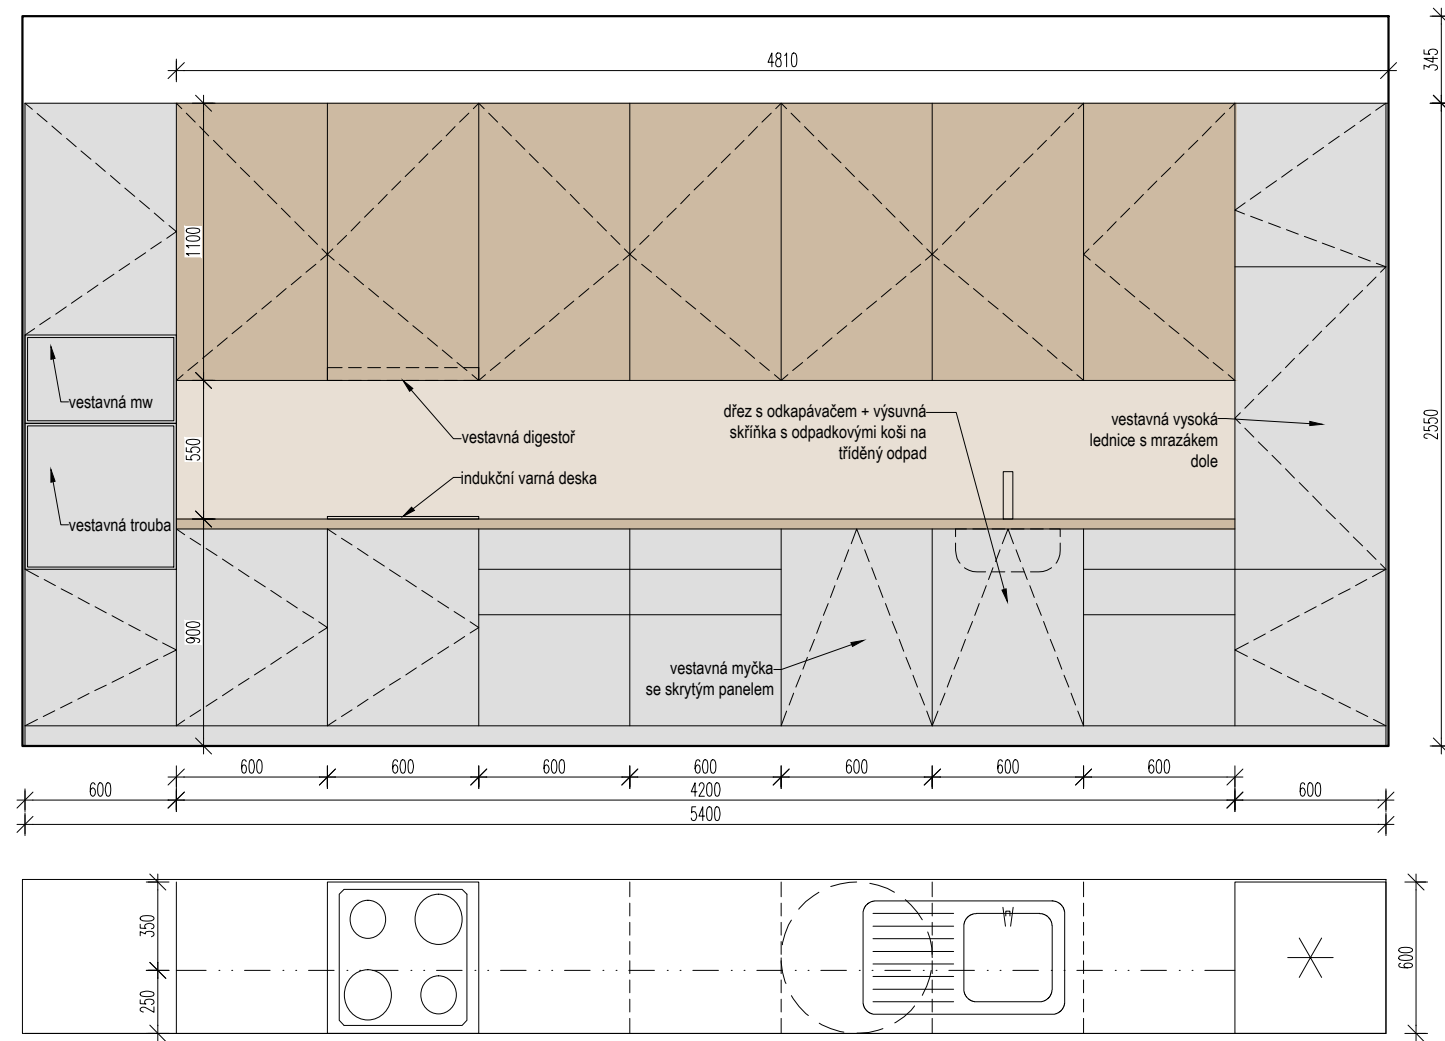 4810
345
1100
550
900
2550
vestavná mw
vestavná trouba
vestavná digestoř
indukční varná deska
dřez s odkapávačem + výsuvná
skříňka s odpadkovými koši na
tříděný odpad
vestavná vysoká
lednice s mrazákem
dole
vestavná myčka
se skrytým panelem
600 600 600 600 600 600 600
600 4200 600
5400
350
250
600